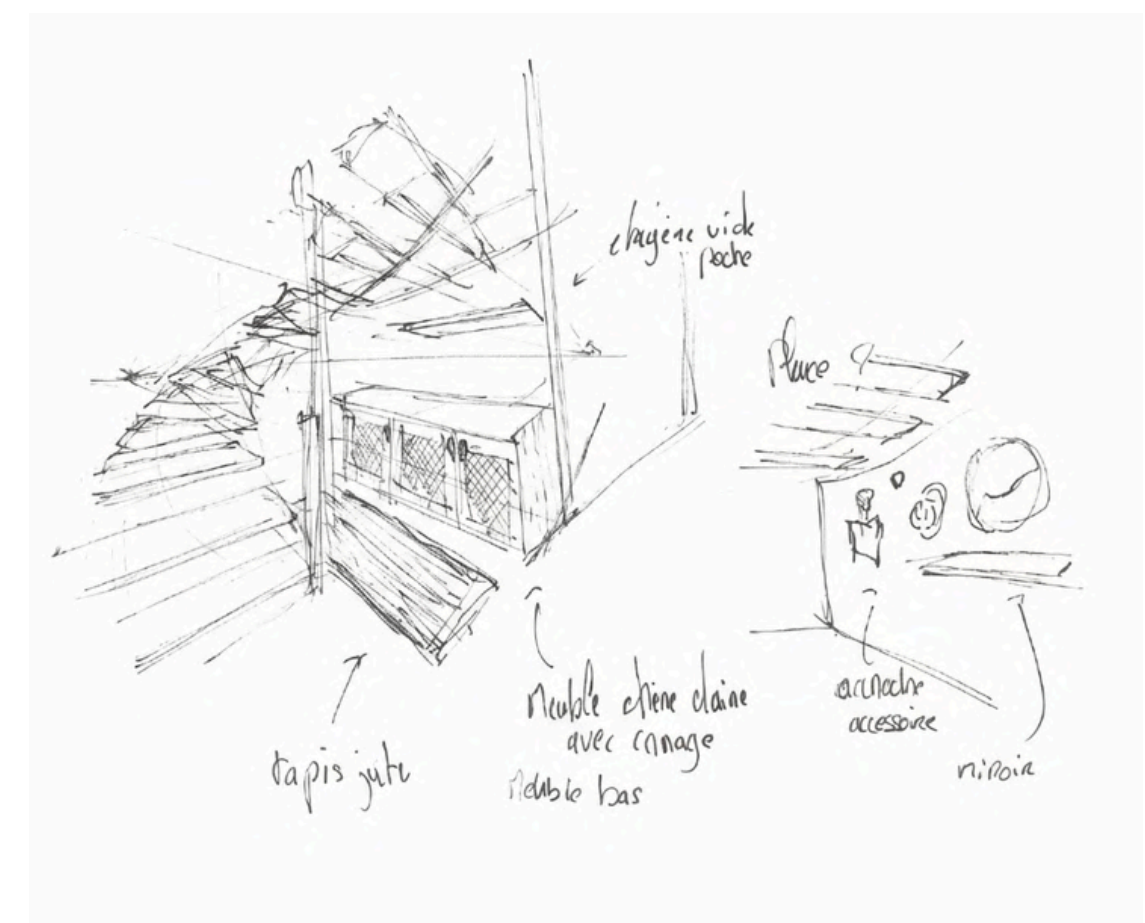 étagère vide
poche
Place
Meuble chêne claire
avec cannage
Meuble bas
tapis jute
accroche
accessoire
miroir